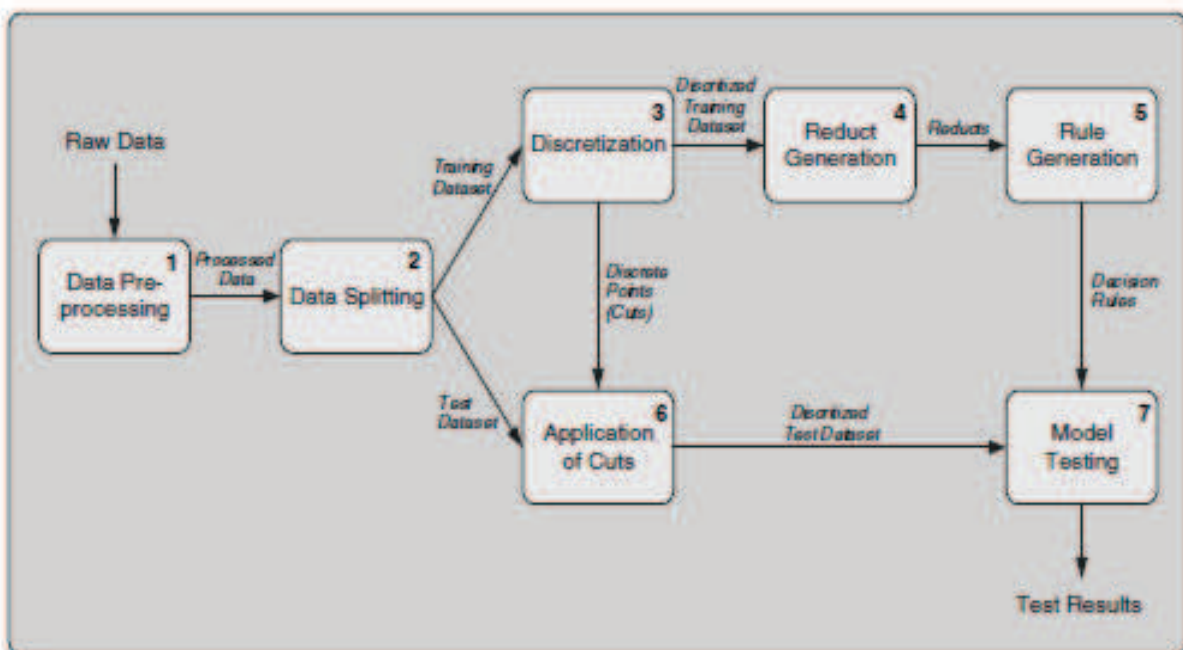 Raw Data
1
Data Pre-
processing
Processed
Data
2
Data Splitting
Training
Dataset
Test
Dataset
3
Discretization
Discritized
Training
Dataset
4
Reduct
Generation
Reducts
5
Rule
Generation
Discrete
Points
(Cuts)
Decision
Rules
6
Application
of Cuts
Discritized
Test Dataset
7
Model
Testing
Test Results